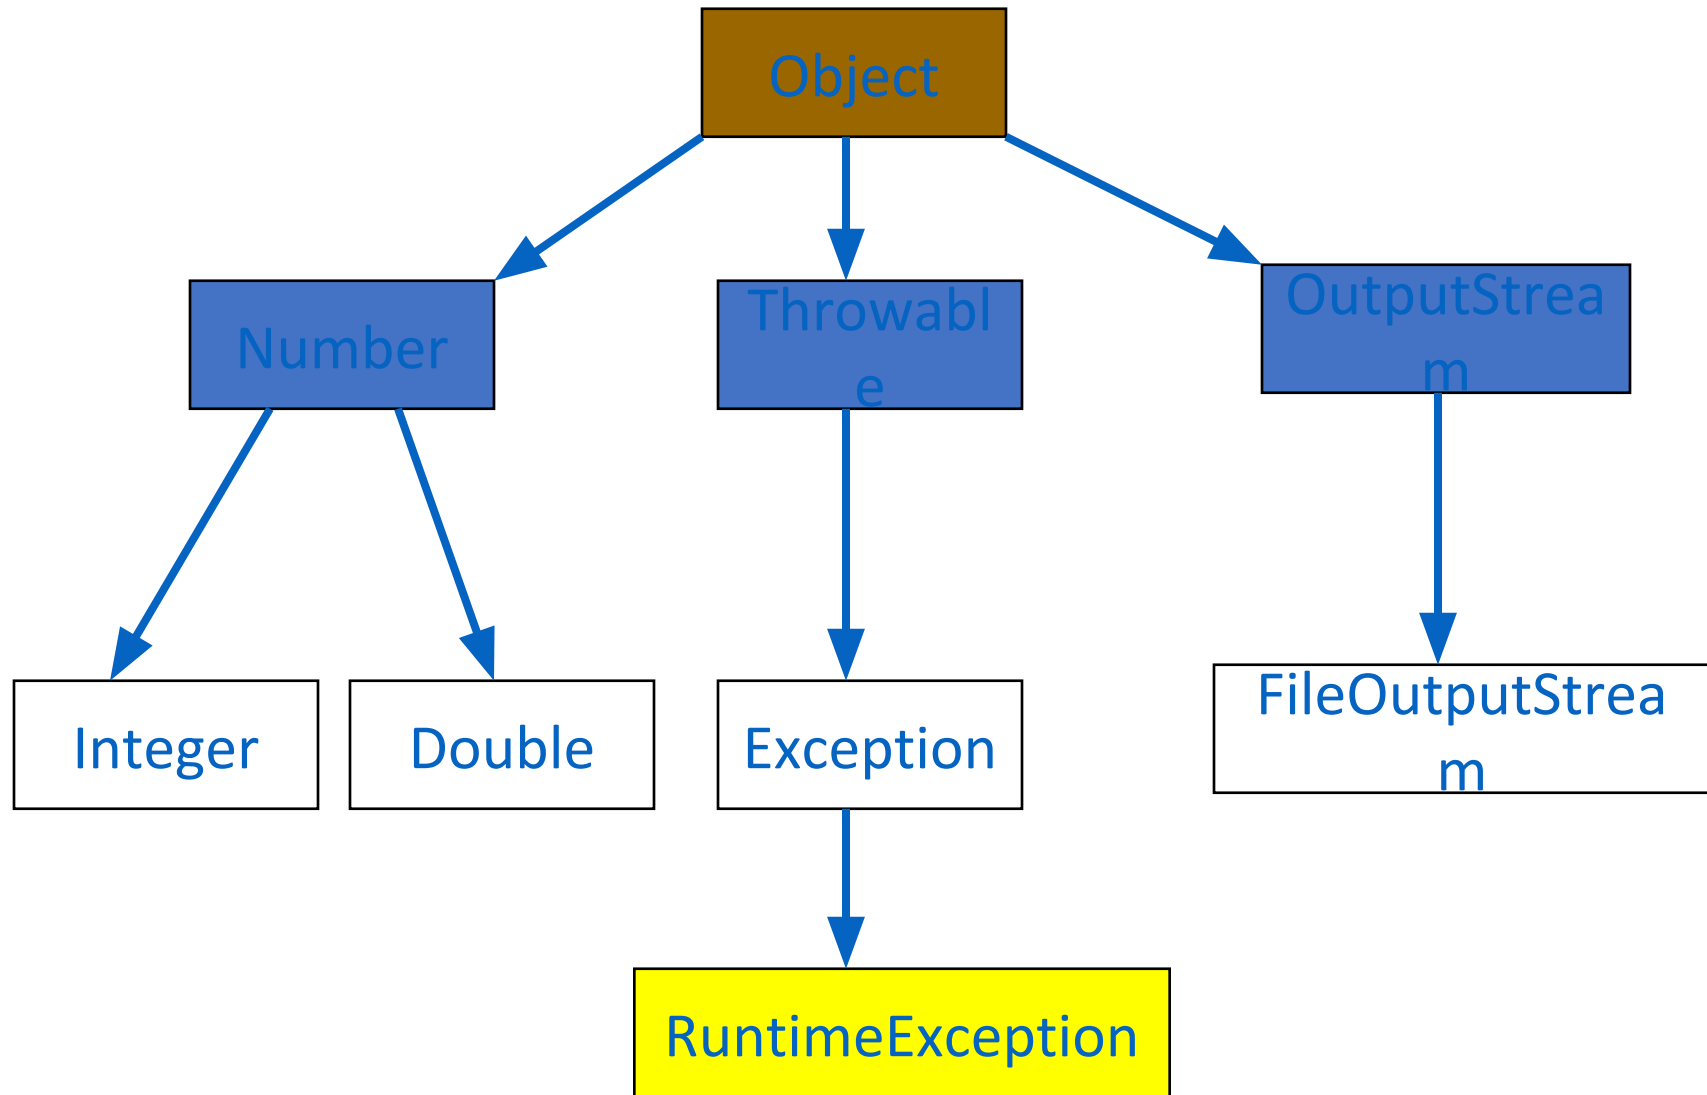 Object
Number
Throwabl
e
OutputStrea
m
Integer
Double
Exception
FileOutputStrea
m
RuntimeException